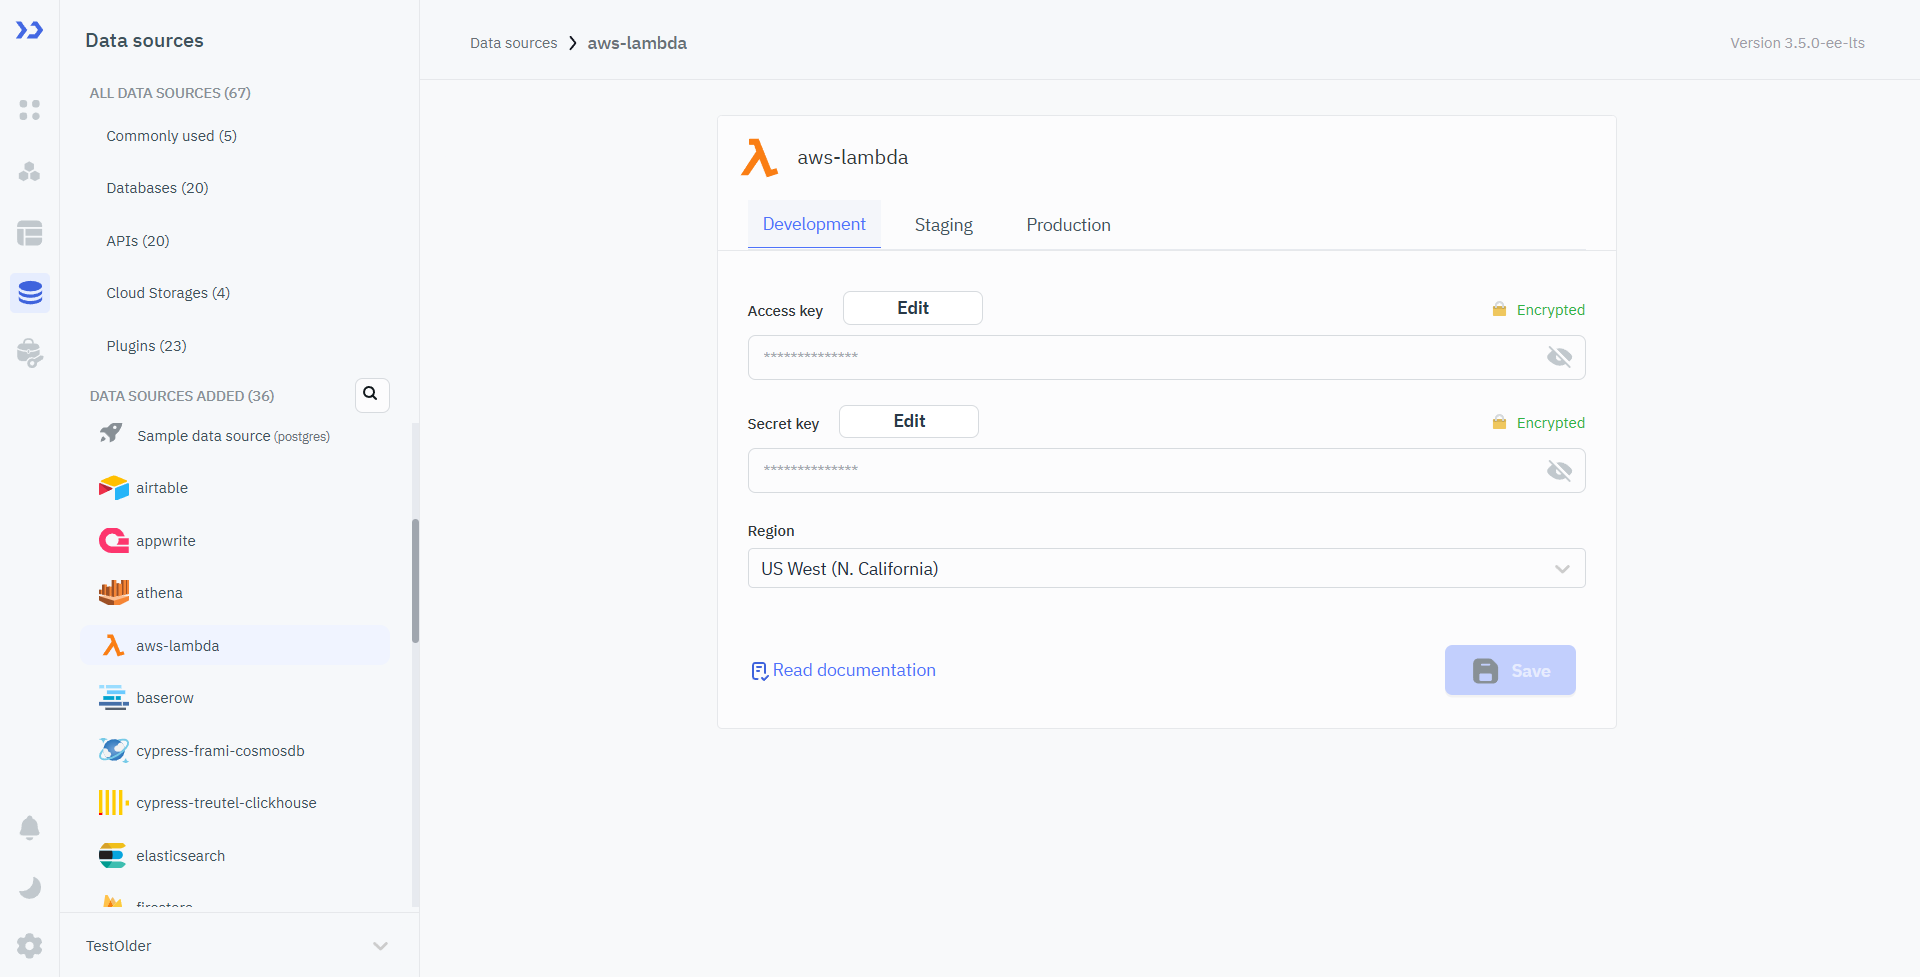 Data sources
ALL DATA SOURCES (67)
Commonly used (5)
Databases (20)
APIs (20)
Cloud Storages (4)
Plugins (23)
DATA SOURCES ADDED (36)
Sample data source (postgres)
airtable
appwrite
athena
aws-lambda
baserow
cypress-frami-cosmosdb
cypress-treutel-clickhouse
elasticsearch
firestore
TestOlder
Data sources
aws-lambda
Version 3.5.0-ee-lts
aws-lambda
Development
Staging
Production
Access key
Edit
Encrypted
**************
Secret key
Edit
Encrypted
**************
Region
US West (N. California)
Read documentation
Save